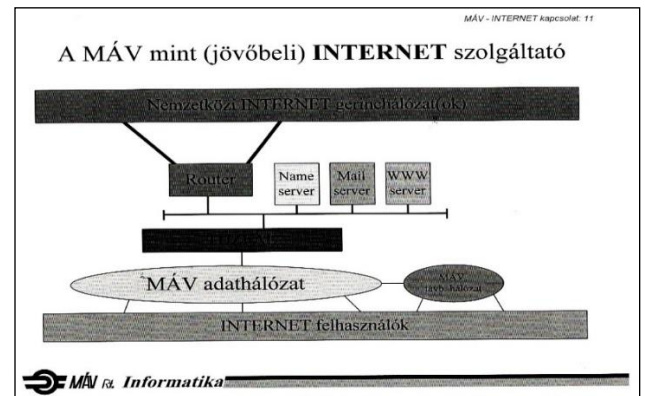 MÁV - INTERNET kapcsolat: 11
A MÁV mint (jövőbeli) INTERNET szolgáltató
Nemzetközi INTERNET gerinchálózat(ok)
Router
Name
server
Mail
server
WWW
server
MÁV adathálózat
MÁV
INTERNET felhasználók
MÁV Rt. Informatika